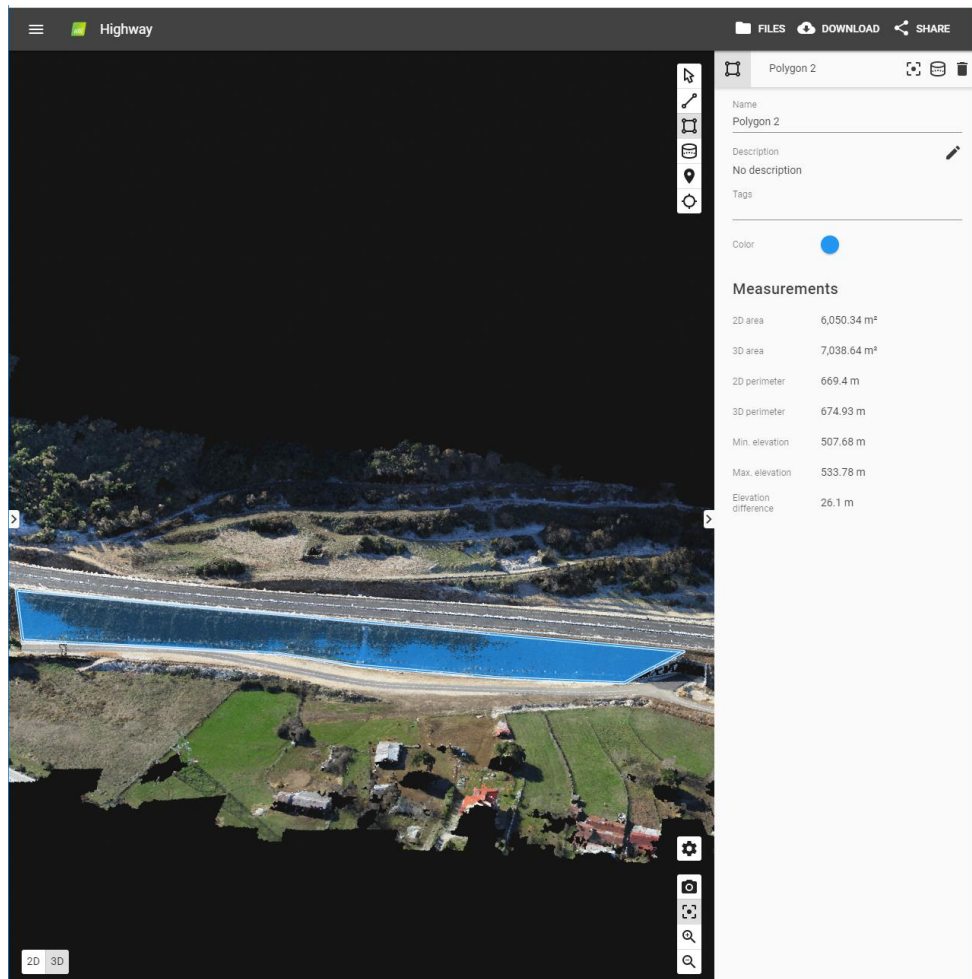 Highway
FILES
DOWNLOAD
SHARE
Polygon 2
Name
Polygon 2
Description
No description
Tags
Color
Measurements
2D area 6,050.34 m²
3D area 7,038.64 m²
2D perimeter 669.4 m
3D perimeter 674.93 m
Min. elevation 507.68 m
Max. elevation 533.78 m
Elevation
difference 26.1 m
2D 3D